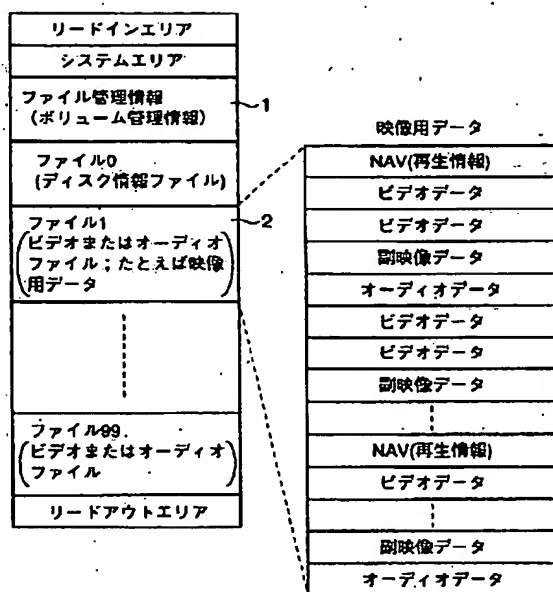 リードインエリア
システムエリア
ファイル管理情報
(ボリューム管理情報)
1
ファイル0
(ディスク情報ファイル)
ファイル1
2
ビデオまたはオーディオ
ファイル;たとえば映像
用データ
ファイル99
ビデオまたはオーディオ
ファイル
リードアウトエリア
映像用データ
NAV(再生情報)
ビデオデータ
ビデオデータ
副映像データ
オーディオデータ
ビデオデータ
ビデオデータ
副映像データ
NAV(再生情報)
ビデオデータ
副映像データ
オーディオデータ